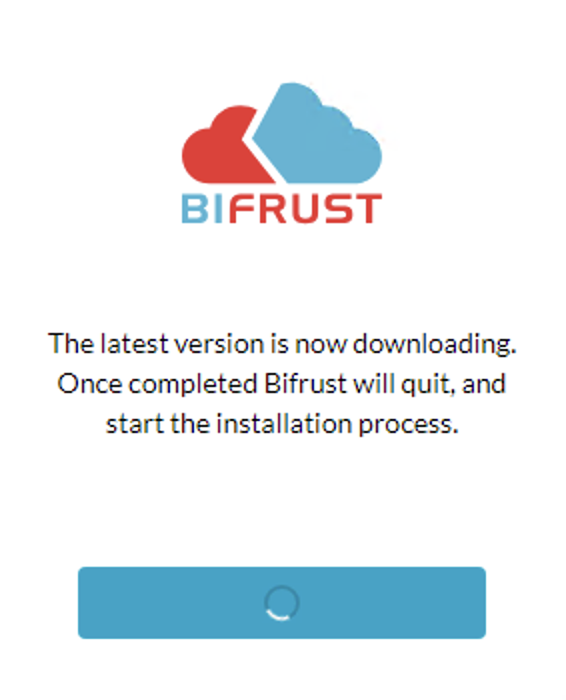 BIFRUST
The latest version is now downloading.
Once completed Bifrust will quit, and
start the installation process.